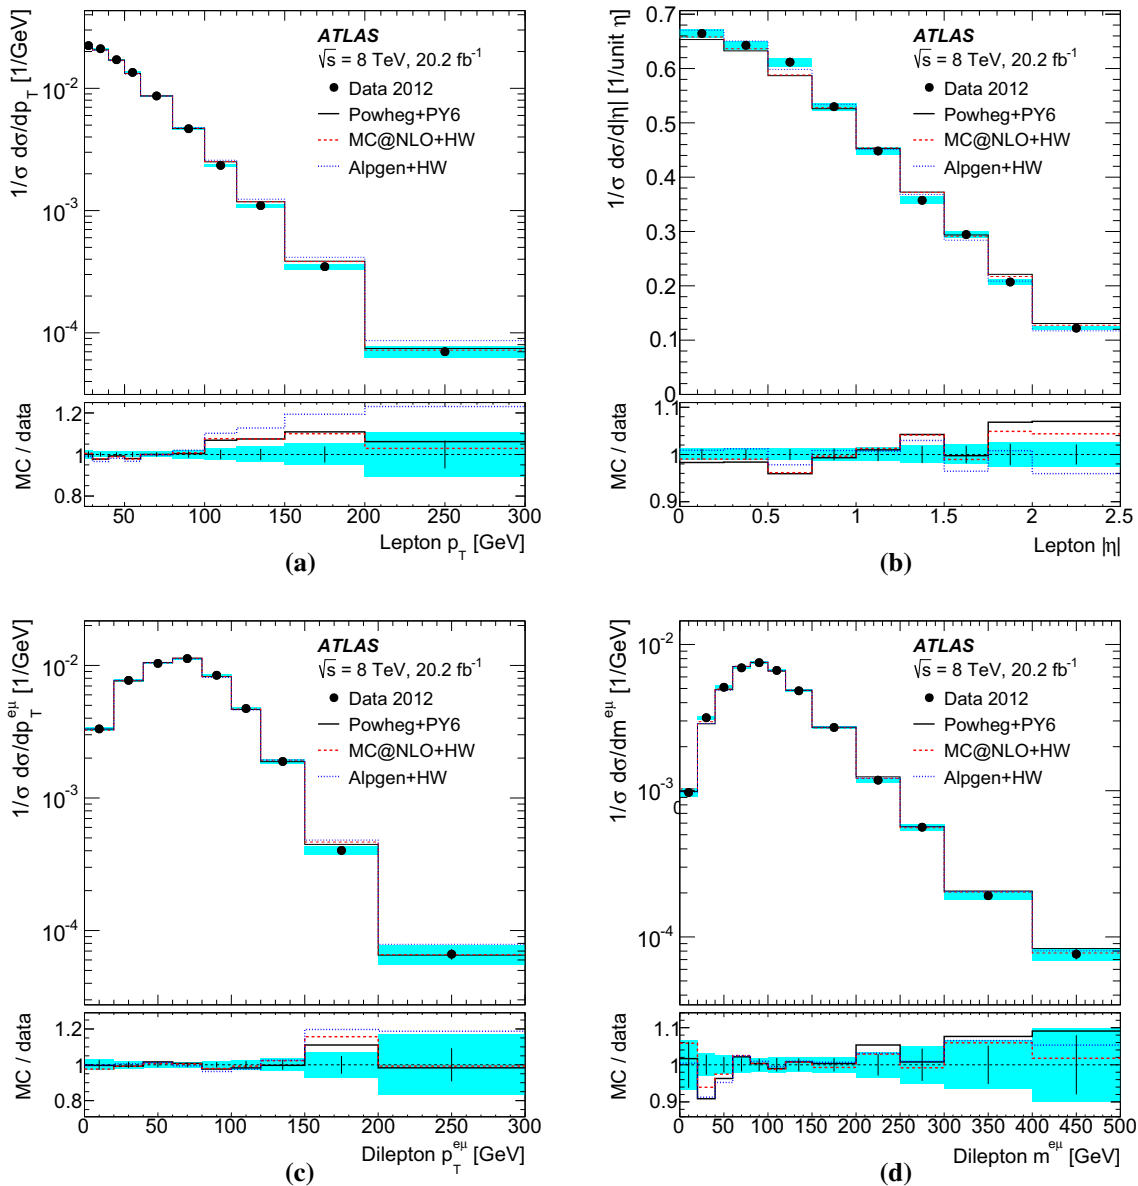 1/σ dσ/dp_T [1/GeV]
10⁻²
10⁻³
10⁻⁴
ATLAS
√s = 8 TeV, 20.2 fb⁻¹
Data 2012
Powheg+PY6
MC@NLO+HW
Alpgen+HW
MC / data
1.2
1
0.8
50 100 150 200 250 300
Lepton p_T [GeV]
(a)
1/σ dσ/d|η| [1/unit η]
0.7
0.6
0.5
0.4
0.3
0.2
0.1
0
ATLAS
√s = 8 TeV, 20.2 fb⁻¹
Data 2012
Powheg+PY6
MC@NLO+HW
Alpgen+HW
MC / data
1.1
1
0.9
0 0.5 1 1.5 2 2.5
Lepton |η|
(b)
1/σ dσ/dp_T^eμ [1/GeV]
10⁻²
10⁻³
10⁻⁴
ATLAS
√s = 8 TeV, 20.2 fb⁻¹
Data 2012
Powheg+PY6
MC@NLO+HW
Alpgen+HW
MC / data
1.2
1
0.8
0 50 100 150 200 250 300
Dilepton p_T^eμ [GeV]
(c)
1/σ dσ/dm^eμ [1/GeV]
10⁻²
10⁻³
10⁻⁴
ATLAS
√s = 8 TeV, 20.2 fb⁻¹
Data 2012
Powheg+PY6
MC@NLO+HW
Alpgen+HW
MC / data
1.1
1
0.9
0 50 100 150 200 250 300 350 400 450 500
Dilepton m^eμ [GeV]
(d)